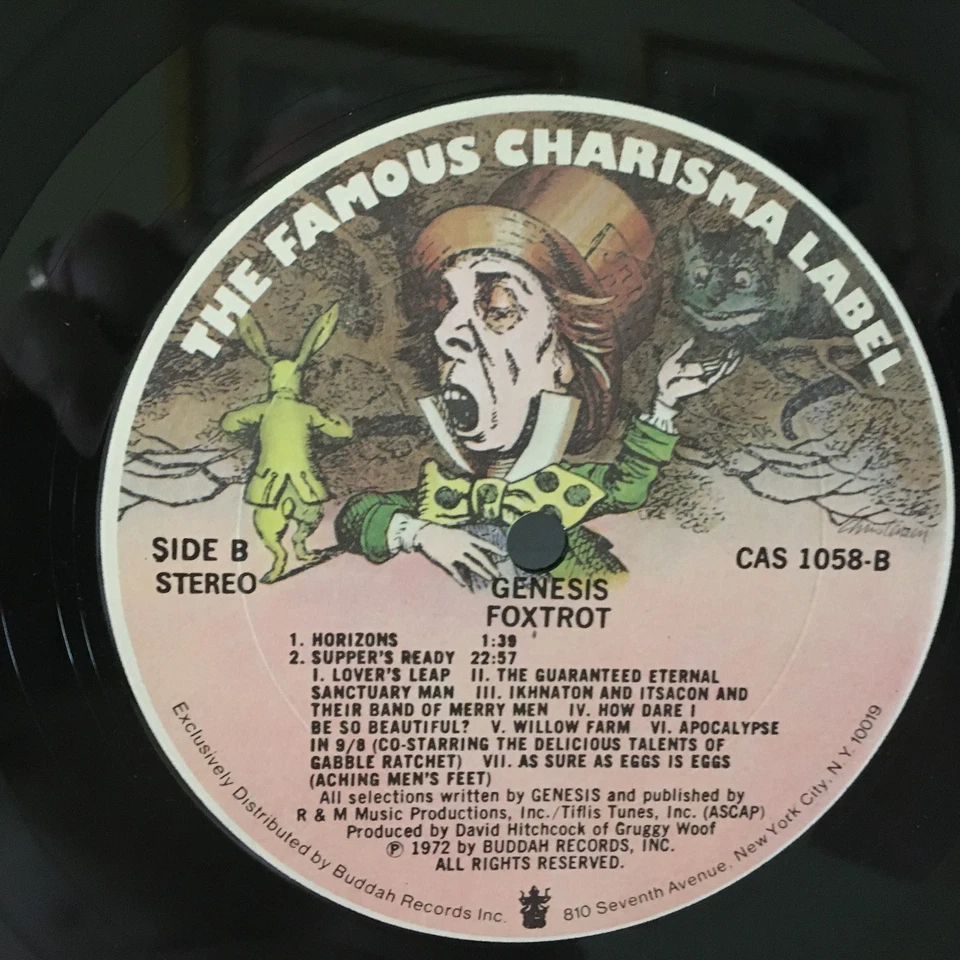 THE FAMOUS CHARISMA LABEL
SIDE B
STEREO
CAS 1058-B
GENESIS
FOXTROT
1. HORIZONS 1:39
2. SUPPER'S READY 22:57
I. LOVER'S LEAP II. THE GUARANTEED ETERNAL
SANCTUARY MAN III. IKHNATON AND ITSACON AND
THEIR BAND OF MERRY MEN IV. HOW DARE I
BE SO BEAUTIFUL? V. WILLOW FARM VI. APOCALYPSE
IN 9/8 (CO-STARRING THE DELICIOUS TALENTS OF
GABBLE RATCHET) VII. AS SURE AS EGGS IS EGGS
(ACHING MEN'S FEET)
All selections written by GENESIS and published by
R & M Music Productions, Inc./Tiflis Tunes, Inc. (ASCAP)
Produced by David Hitchcock of Gruggy Woof
℗ 1972 by BUDDAH RECORDS, INC.
ALL RIGHTS RESERVED.
Exclusively Distributed by Buddah Records Inc. 810 Seventh Avenue, New York City, N.Y. 10019